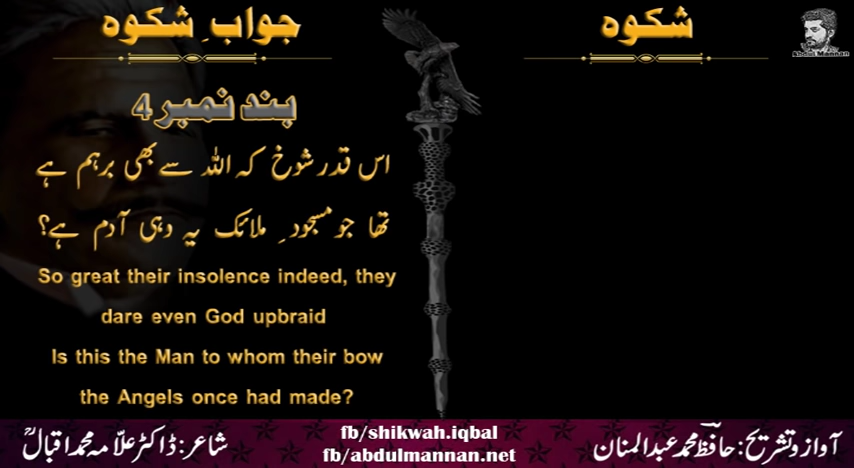 شکوہ
جوابِ شکوہ
Abdul Mannan
بند نمبر 4
اس قدر شوخ کہ اللہ سے بھی برہم ہے
تھا جو مسجودِ ملائک یہ وہی آدم ہے؟
So great their insolence indeed, they
dare even God upbraid
Is this the Man to whom their bow
the Angels once had made?
آواز و تشریح: حافظ محمد عبدالمنان
fb/shikwah.iqbal
fb/abdulmannan.net
شاعر: ڈاکٹر علامہ محمد اقبالؒ